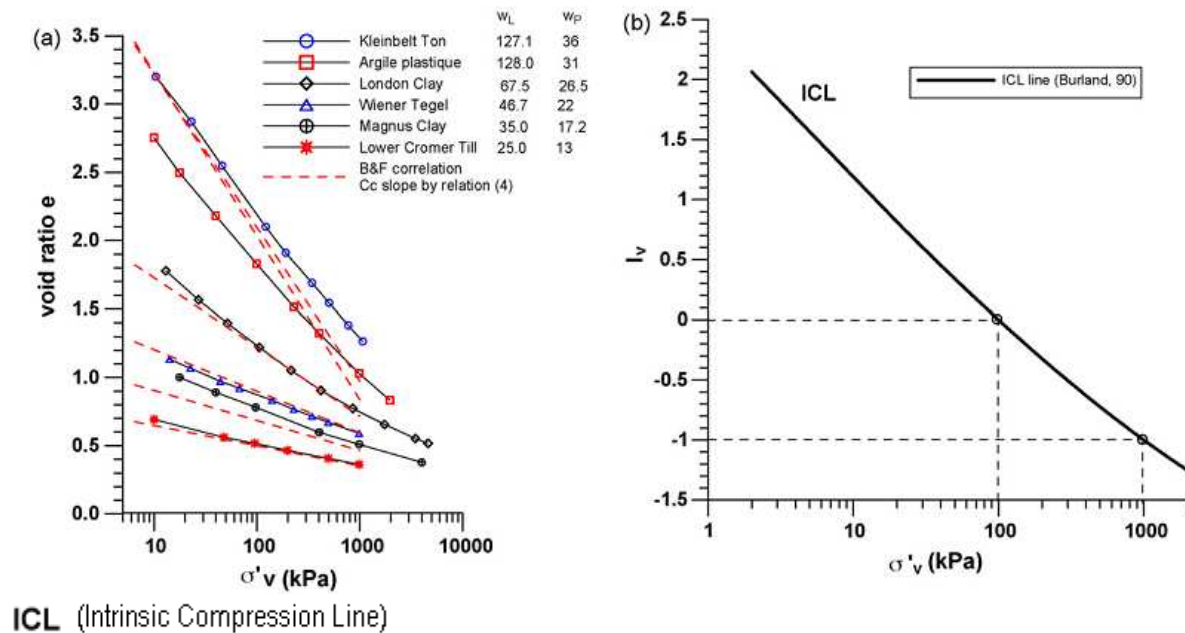 (a)
wL wP
Kleinbelt Ton 127.1 36
Argile plastique 128.0 31
London Clay 67.5 26.5
Wiener Tegel 46.7 22
Magnus Clay 35.0 17.2
Lower Cromer Till 25.0 13
B&F correlation
Cc slope by relation (4)
3.5
3.0
2.5
2.0
1.5
1.0
0.5
0.0
void ratio e
10 100 1000 10000
σ'v (kPa)
(b)
ICL
ICL line (Burland, 90)
2.5
2
1.5
1
0.5
0
-0.5
-1
-1.5
Iv
1 10 100 1000
σ'v (kPa)
ICL (Intrinsic Compression Line)